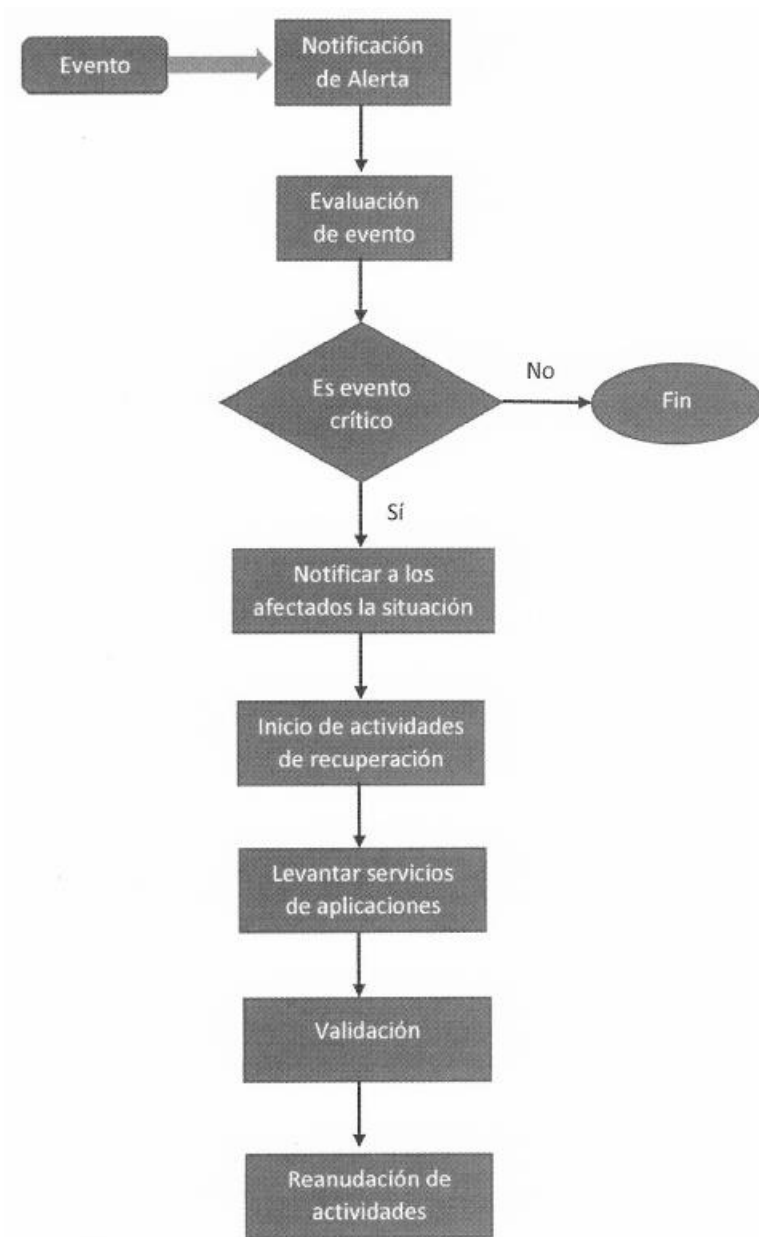 Evento
Notificación
de Alerta
Evaluación
de evento
Es evento
crítico
No
Fin
Sí
Notificar a los
afectados la situación
Inicio de actividades
de recuperación
Levantar servicios
de aplicaciones
Validación
Reanudación de
actividades